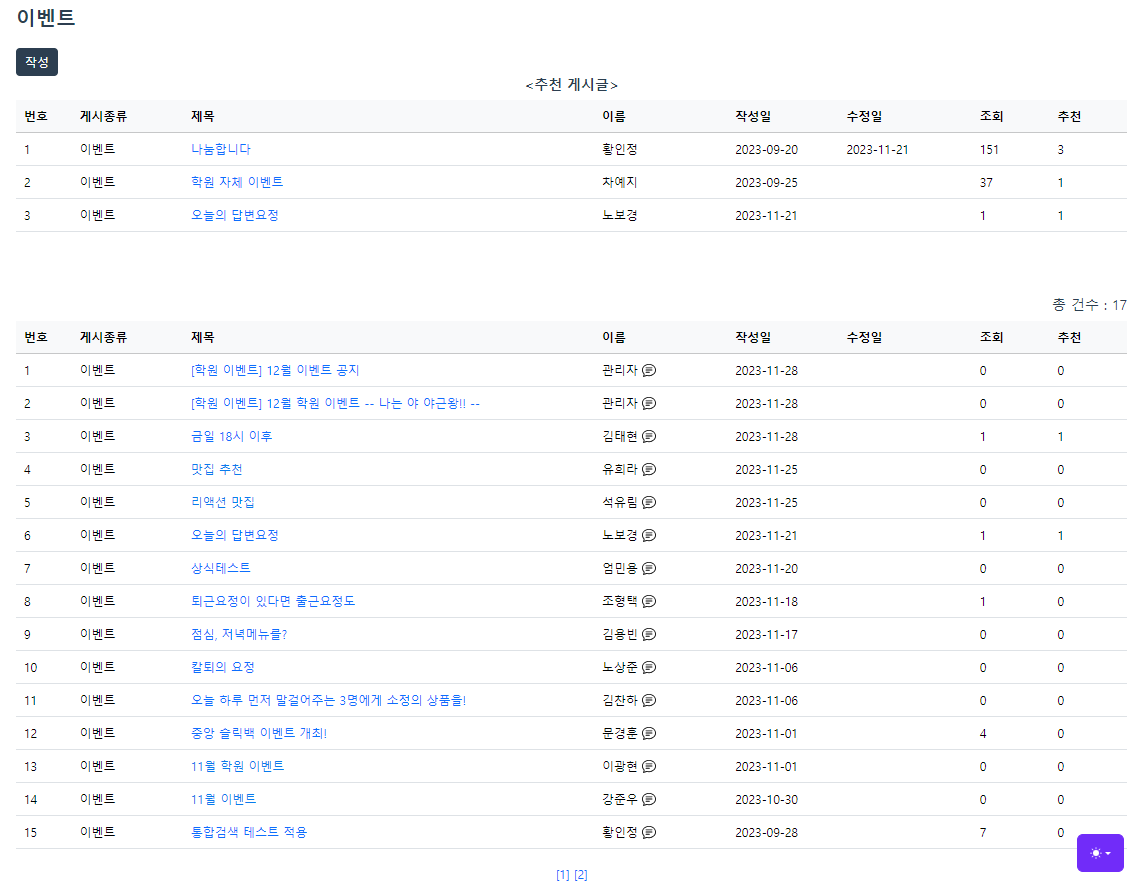 이벤트
작성
<추천 게시글>
번호 게시종류 제목 이름 작성일 수정일 조회 추천
1 이벤트 나눔합니다 황인정 2023-09-20 2023-11-21 151 3
2 이벤트 학원 자체 이벤트 차예지 2023-09-25 37 1
3 이벤트 오늘의 답변요정 노보경 2023-11-21 1 1
총 건수 : 17
번호 게시종류 제목 이름 작성일 수정일 조회 추천
1 이벤트 [학원 이벤트] 12월 이벤트 공지 관리자 2023-11-28 0 0
2 이벤트 [학원 이벤트] 12월 학원 이벤트 -- 나는 야 야근왕!! -- 관리자 2023-11-28 0 0
3 이벤트 금일 18시 이후 김태현 2023-11-28 1 1
4 이벤트 맛집 추천 유희라 2023-11-25 0 0
5 이벤트 리액션 맛집 석유림 2023-11-25 0 0
6 이벤트 오늘의 답변요정 노보경 2023-11-21 1 1
7 이벤트 상식테스트 엄민용 2023-11-20 0 0
8 이벤트 퇴근요정이 있다면 출근요정도 조형택 2023-11-18 1 0
9 이벤트 점심, 저녁메뉴를? 김용빈 2023-11-17 0 0
10 이벤트 칼퇴의 요정 노상준 2023-11-06 0 0
11 이벤트 오늘 하루 먼저 말걸어주는 3명에게 소정의 상품을! 김찬하 2023-11-06 0 0
12 이벤트 중앙 슬릭백 이벤트 개최! 문경훈 2023-11-01 4 0
13 이벤트 11월 학원 이벤트 이광현 2023-11-01 0 0
14 이벤트 11월 이벤트 강준우 2023-10-30 0 0
15 이벤트 통합검색 테스트 적용 황인정 2023-09-28 7 0
[1] [2]